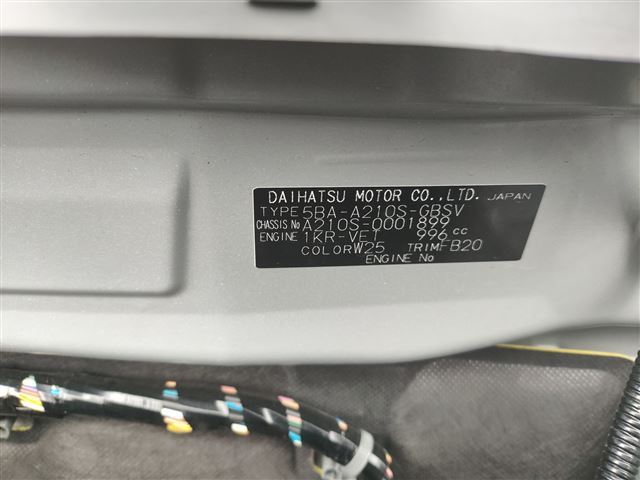 DAIHATSU MOTOR CO.,LTD. JAPAN
TYPE 5BA-A210S-GBSV
CHASSIS No A210S-0001899
ENGINE 1KR-VET 996 cc
COLOR W25 TRIM FB20
ENGINE No